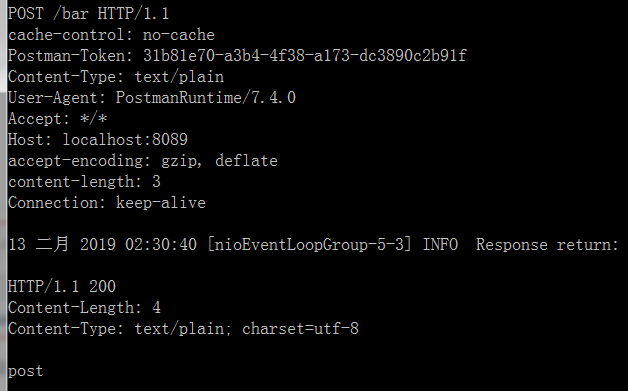 POST /bar HTTP/1.1
cache-control: no-cache
Postman-Token: 31b81e70-a3b4-4f38-a173-dc3890c2b91f
Content-Type: text/plain
User-Agent: PostmanRuntime/7.4.0
Accept: */*
Host: localhost:8089
accept-encoding: gzip, deflate
content-length: 3
Connection: keep-alive
13 二月 2019 02:30:40 [nioEventLoopGroup-5-3] INFO  Response return:
HTTP/1.1 200
Content-Length: 4
Content-Type: text/plain; charset=utf-8
post